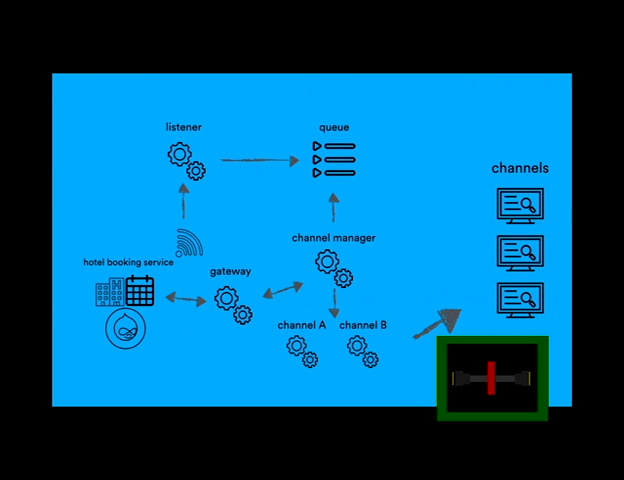 listener
queue
channels
channel manager
hotel booking service
gateway
channel A
channel B